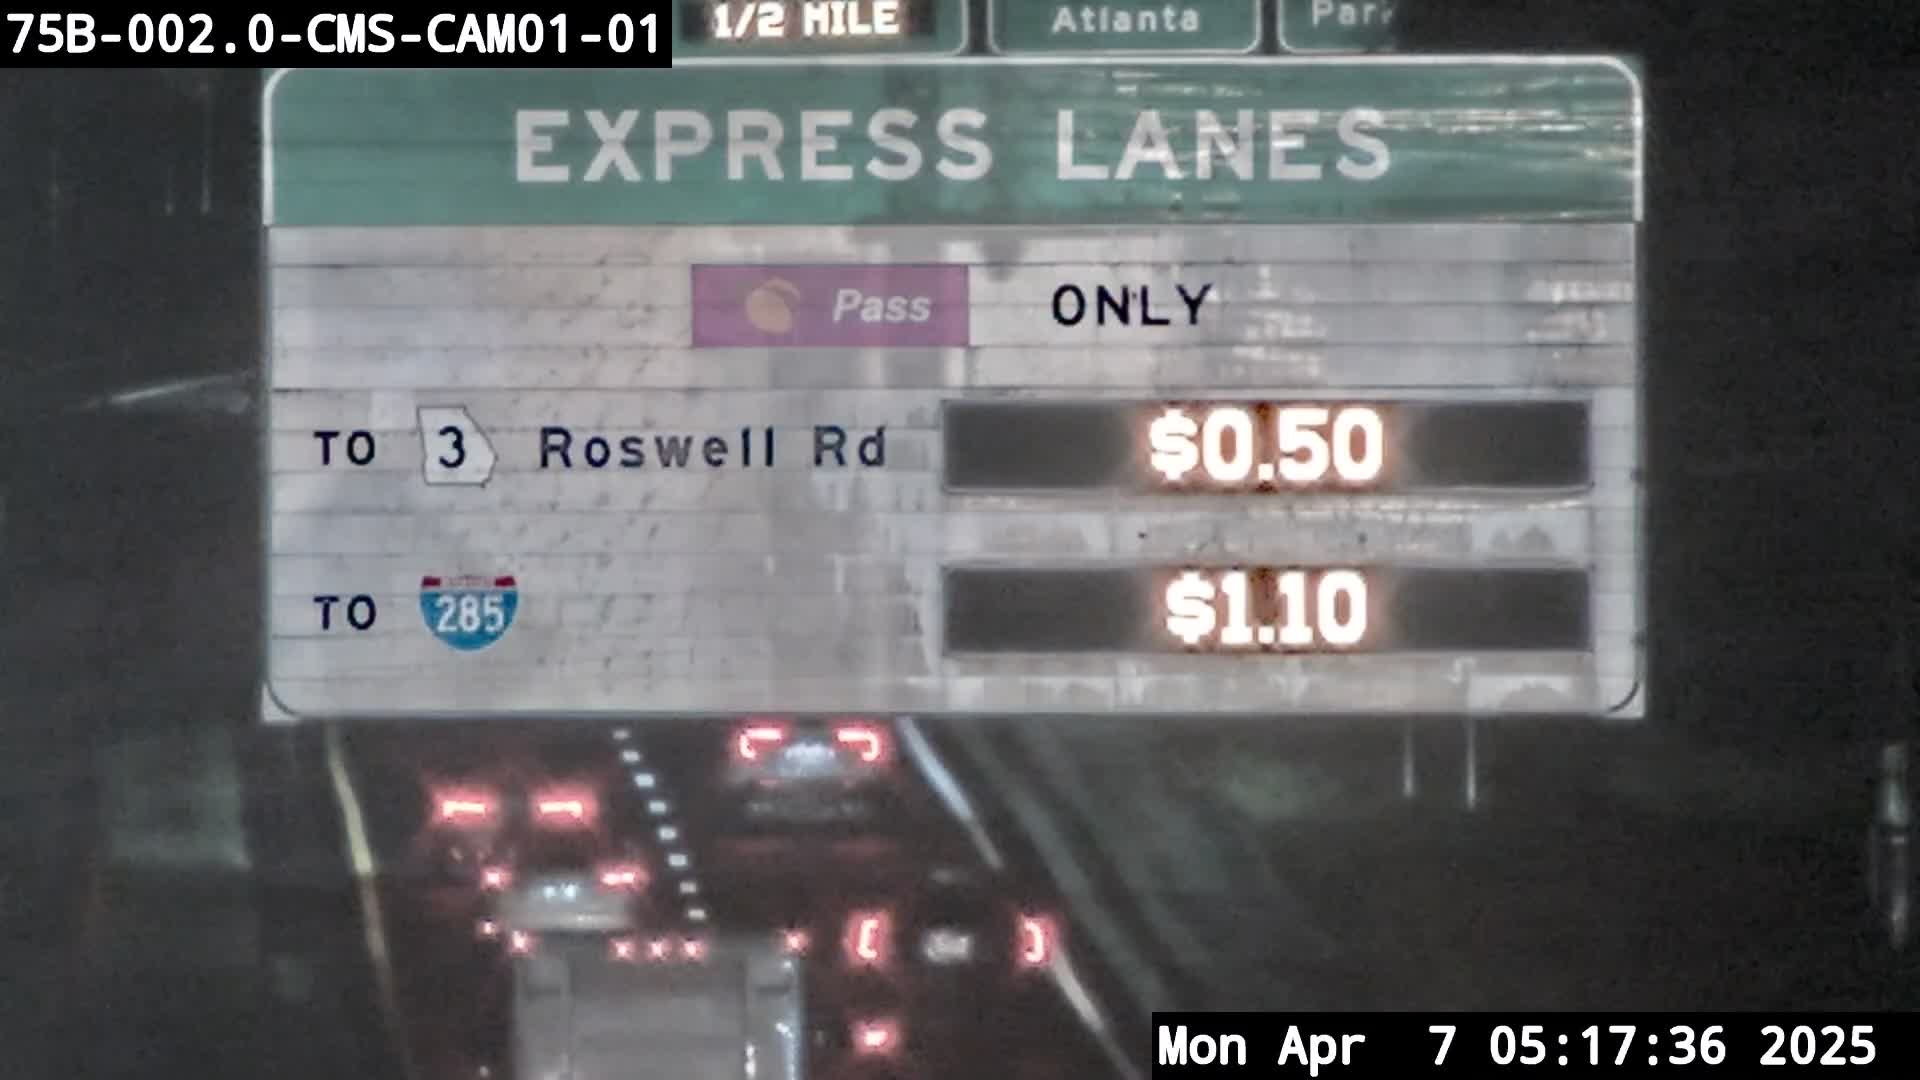 75B-002.0-CMS-CAM01-01
1/2 MILE
Atlanta
EXPRESS LANES
Pass ONLY
TO 3 Roswell Rd $0.50
TO 285 $1.10
Mon Apr 7 05:17:36 2025